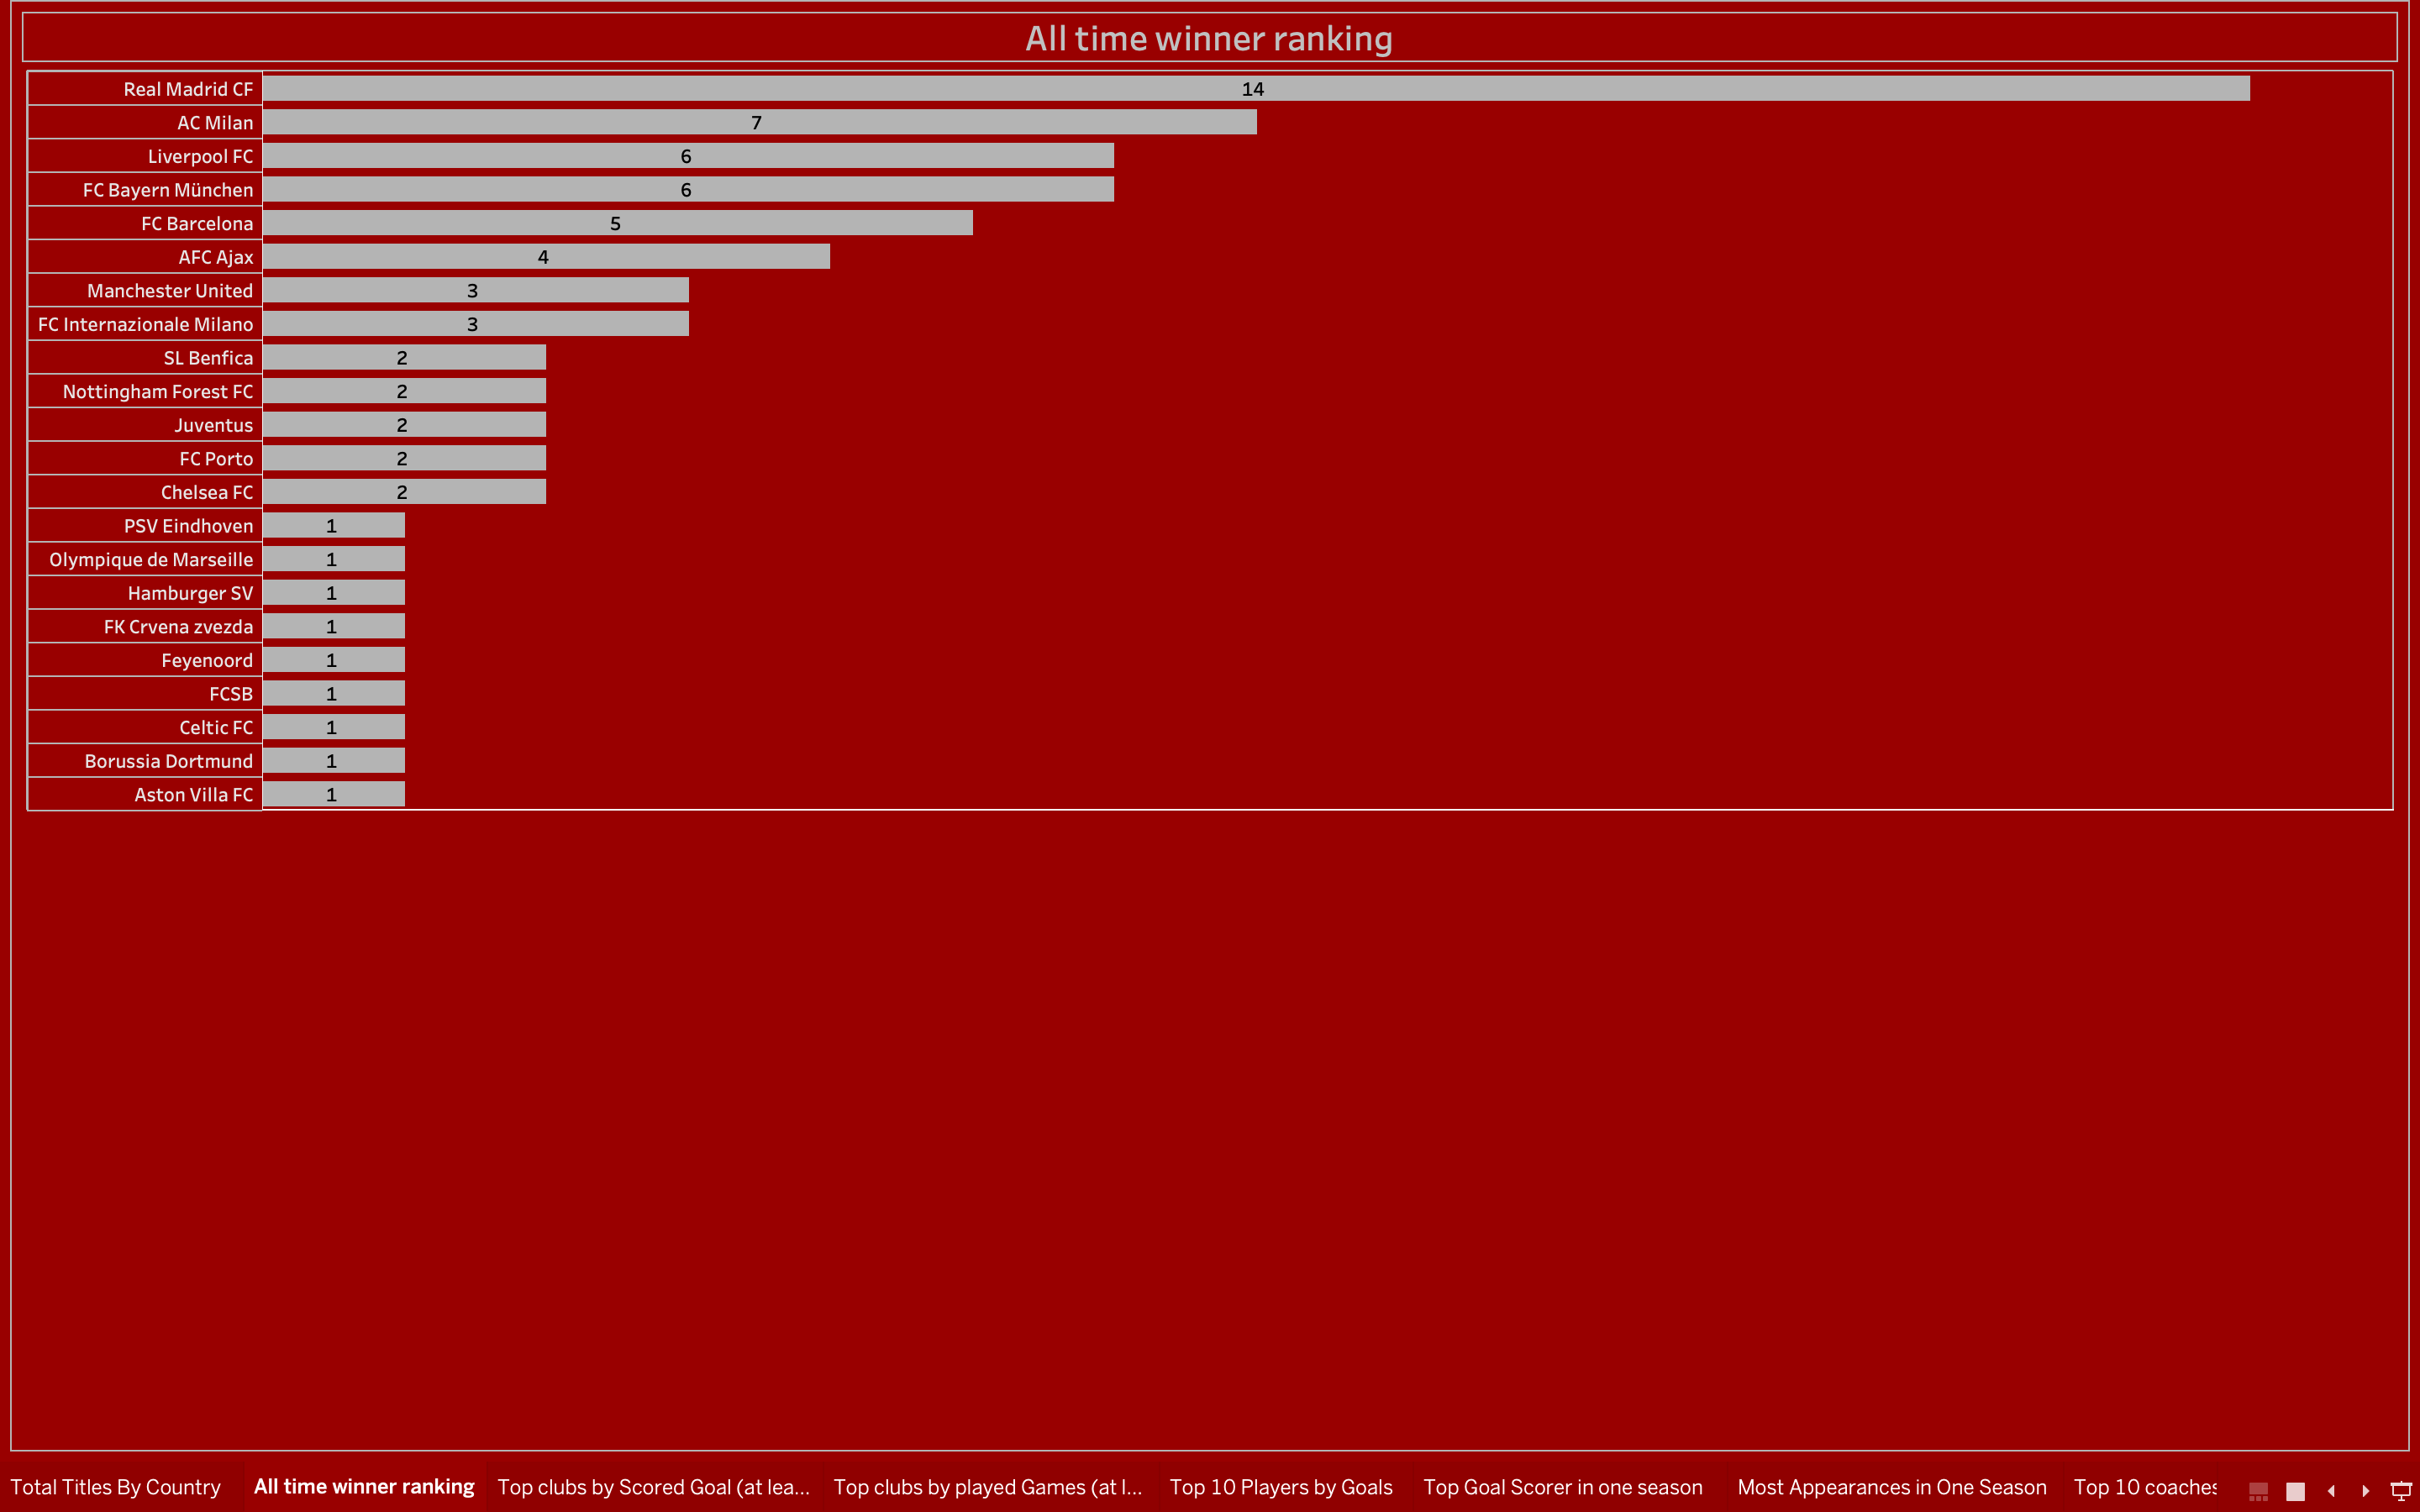 All time winner ranking
Real Madrid CF 14
AC Milan 7
Liverpool FC 6
FC Bayern München 6
FC Barcelona 5
AFC Ajax 4
Manchester United 3
FC Internazionale Milano 3
SL Benfica 2
Nottingham Forest FC 2
Juventus 2
FC Porto 2
Chelsea FC 2
PSV Eindhoven 1
Olympique de Marseille 1
Hamburger SV 1
FK Crvena zvezda 1
Feyenoord 1
FCSB 1
Celtic FC 1
Borussia Dortmund 1
Aston Villa FC 1
Total Titles By Country All time winner ranking Top clubs by Scored Goal (at lea... Top clubs by played Games (at l... Top 10 Players by Goals Top Goal Scorer in one season Most Appearances in One Season Top 10 coaches